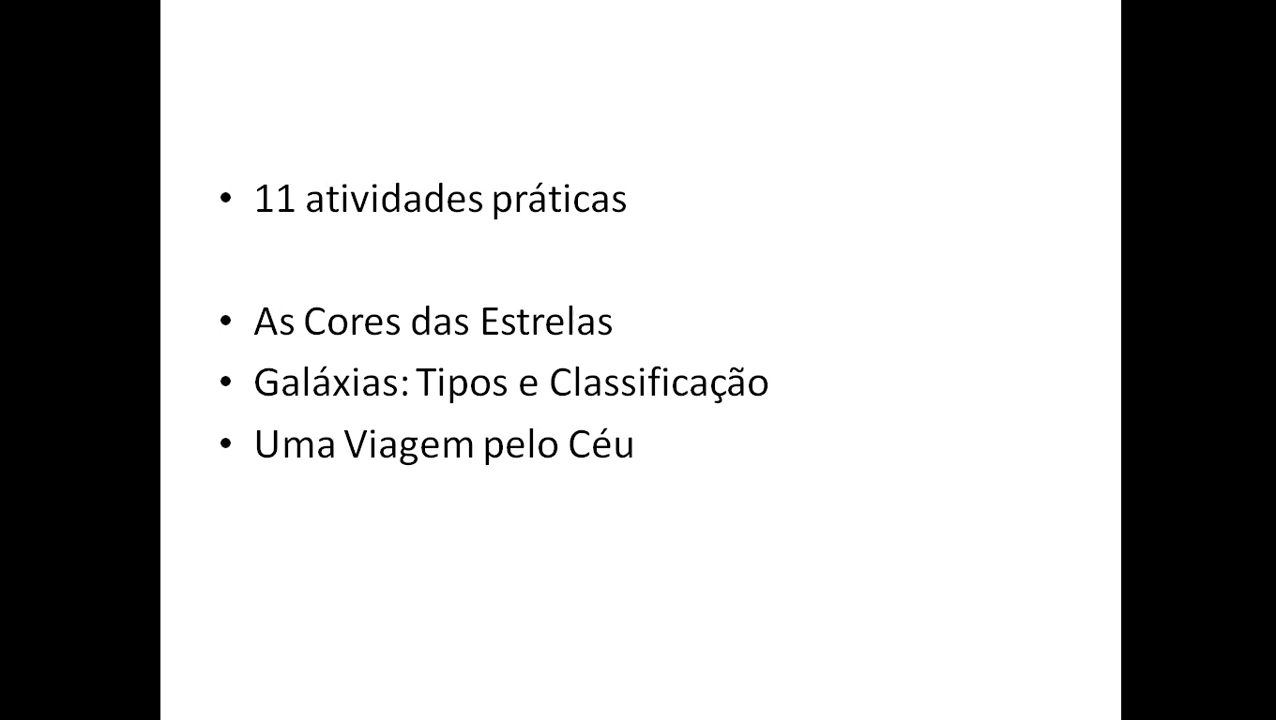 • 11 atividades práticas
• As Cores das Estrelas
• Galáxias: Tipos e Classificação
• Uma Viagem pelo Céu